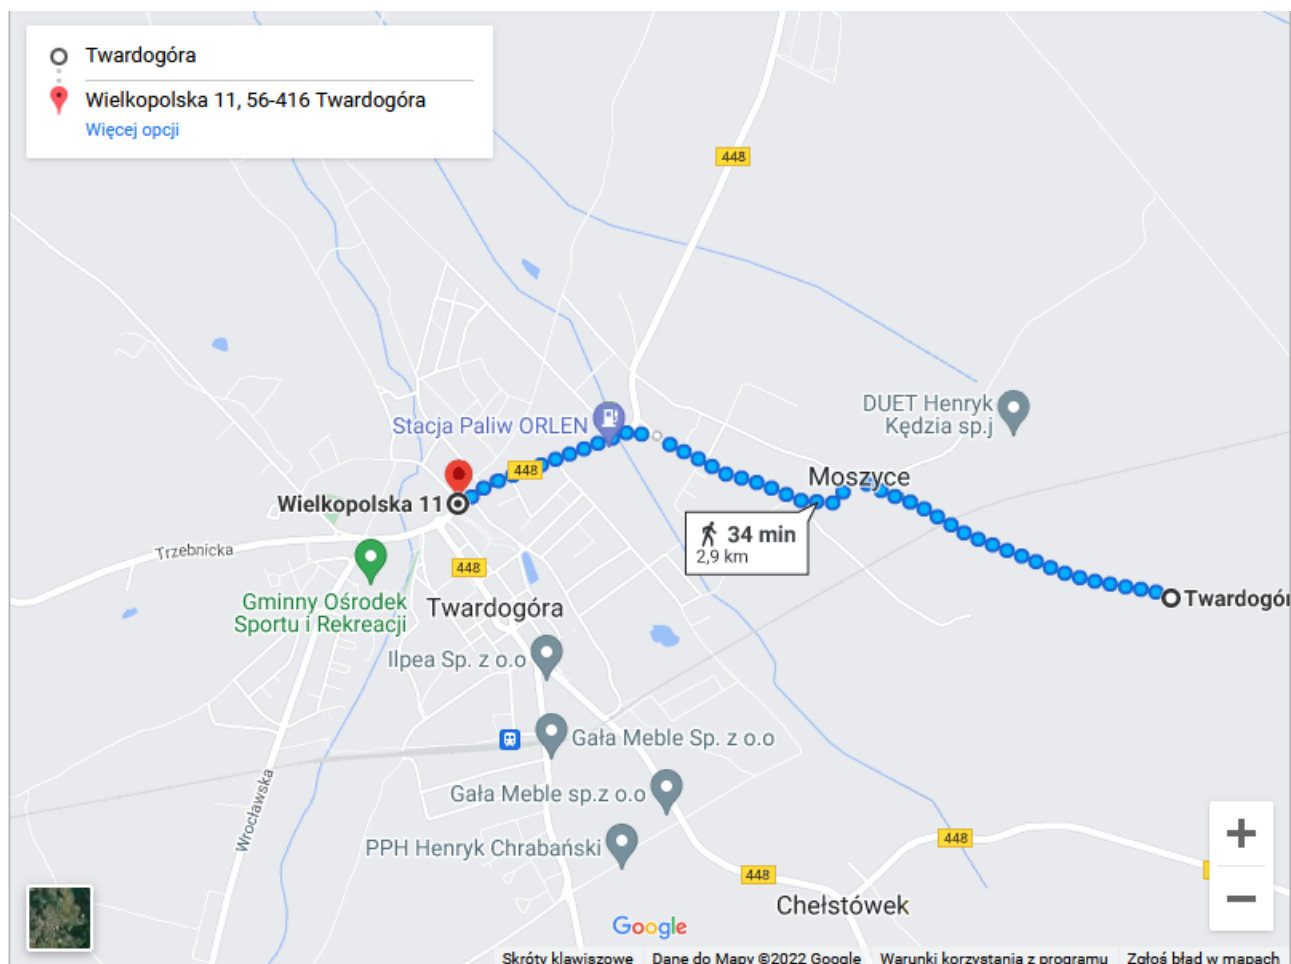 Twardogóra
Wielkopolska 11, 56-416 Twardogóra
Więcej opcji
448
DUET Henryk
Kędzia sp.j
Stacja Paliw ORLEN
448
Moszyce
Wielkopolska 11
34 min
2,9 km
Trzebnicka
448
Gminny Ośrodek
Sportu i Rekreacji
Twardogóra
Twardogór
Ilpea Sp. z o.o
Gała Meble Sp. z o.o
Gała Meble sp.z o.o
Wrocławska
PPH Henryk Chrabański
448
448
Chełstówek
Google
Skróty klawiszowe Dane do Mapy ©2022 Google Warunki korzystania z programu Zgłoś błąd w mapach